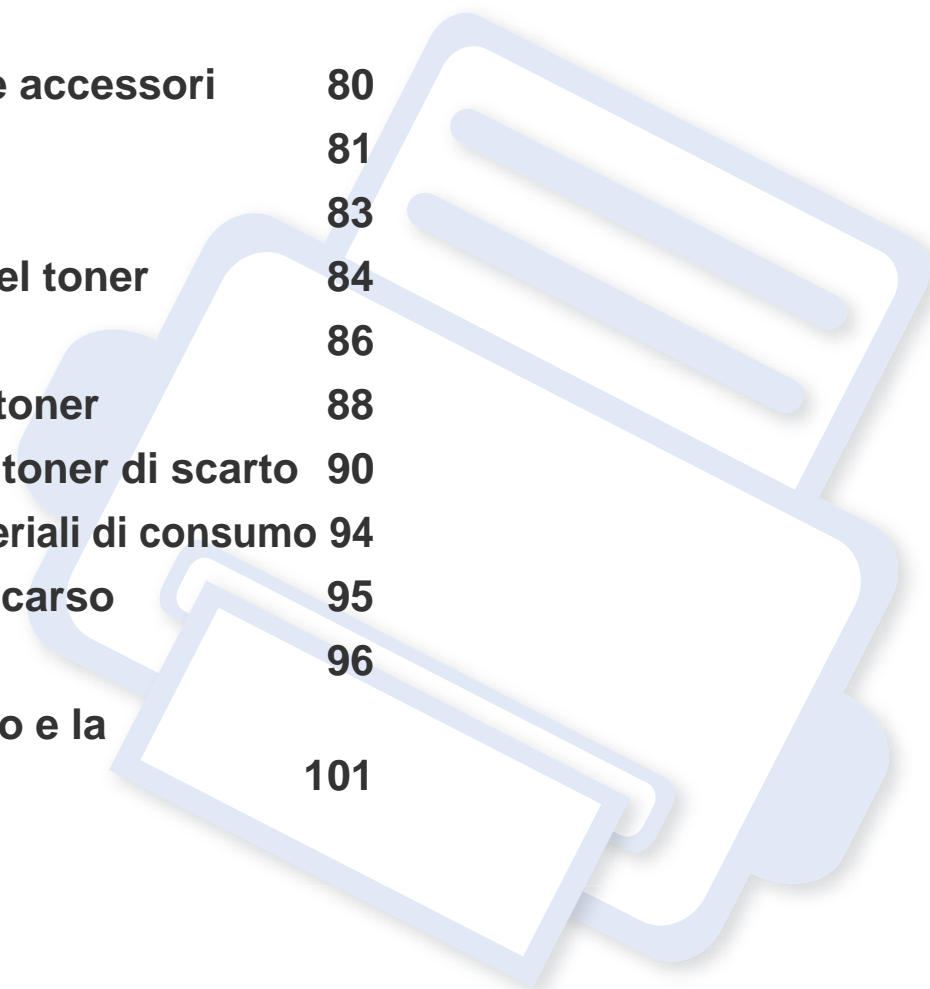 e accessori 80
81
83
el toner 84
86
toner 88
toner di scarto 90
eriali di consumo 94
carso 95
96
o e la
101